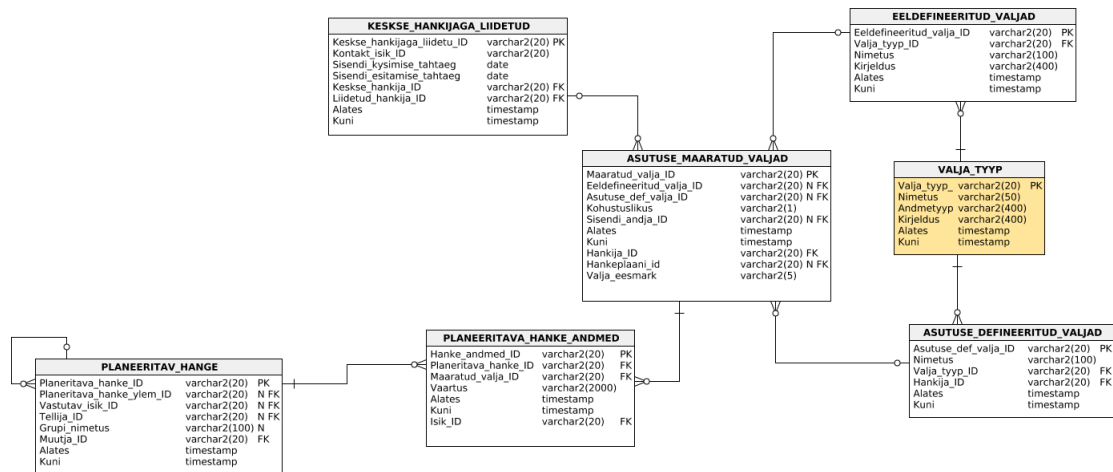 KESKSE_HANKIJAGA_LIIDETUD
Keskse_hankijaga_liidetu_ID varchar2(20) PK
Kontakt_isik_ID varchar2(20)
Sisendi_kysimise_tahtaeg date
Sisendi_esitamise_tahtaeg date
Keskse_hankija_ID varchar2(20) FK
Liidetud_hankija_ID varchar2(20) FK
Alates timestamp
Kuni timestamp
EELDEFINEERITUD_VALJAD
Eeldefineeritud_valja_ID varchar2(20) PK
Valja_tyyp_ID varchar2(20) FK
Nimetus varchar2(100)
Kirjeldus varchar2(400)
Alates timestamp
Kuni timestamp
ASUTUSE_MAARATUD_VALJAD
Maaratud_valja_ID varchar2(20) PK
Eeldefineeritud_valja_ID varchar2(20) N FK
Asutuse_def_valja_ID varchar2(20) N FK
Kohustuslikus varchar2(1)
Sisendi_andja_ID varchar2(20) N FK
Alates timestamp
Kuni timestamp
Hankija_ID varchar2(20) FK
Hankeplaani_id varchar2(20) N FK
Valja_eesmark varchar2(5)
VALJA_TYYP
Valja_tyyp_ varchar2(20) PK
Nimetus varchar2(50)
Andmetyyp varchar2(400)
Kirjeldus varchar2(400)
Alates timestamp
Kuni timestamp
PLANEERITAV_HANGE
Planeritava_hanke_ID varchar2(20) PK
Planeritava_hanke_ylem_ID varchar2(20) N FK
Vastutav_isik_ID varchar2(20) N FK
Tellija_ID varchar2(20) N FK
Grupi_nimetus varchar2(100) N
Muutja_ID varchar2(20) FK
Alates timestamp
Kuni timestamp
PLANEERITAVA_HANKE_ANDMED
Hanke_andmed_ID varchar2(20) PK
Planeritava_hanke_ID varchar2(20) FK
Maaratud_valja_ID varchar2(20) FK
Vaartus varchar2(2000)
Alates timestamp
Kuni timestamp
Isik_ID varchar2(20) FK
ASUTUSE_DEFINEERITUD_VALJAD
Asutuse_def_valja_ID varchar2(20) PK
Nimetus varchar2(100)
Valja_tyyp_ID varchar2(20) FK
Hankija_ID varchar2(20) FK
Alates timestamp
Kuni timestamp